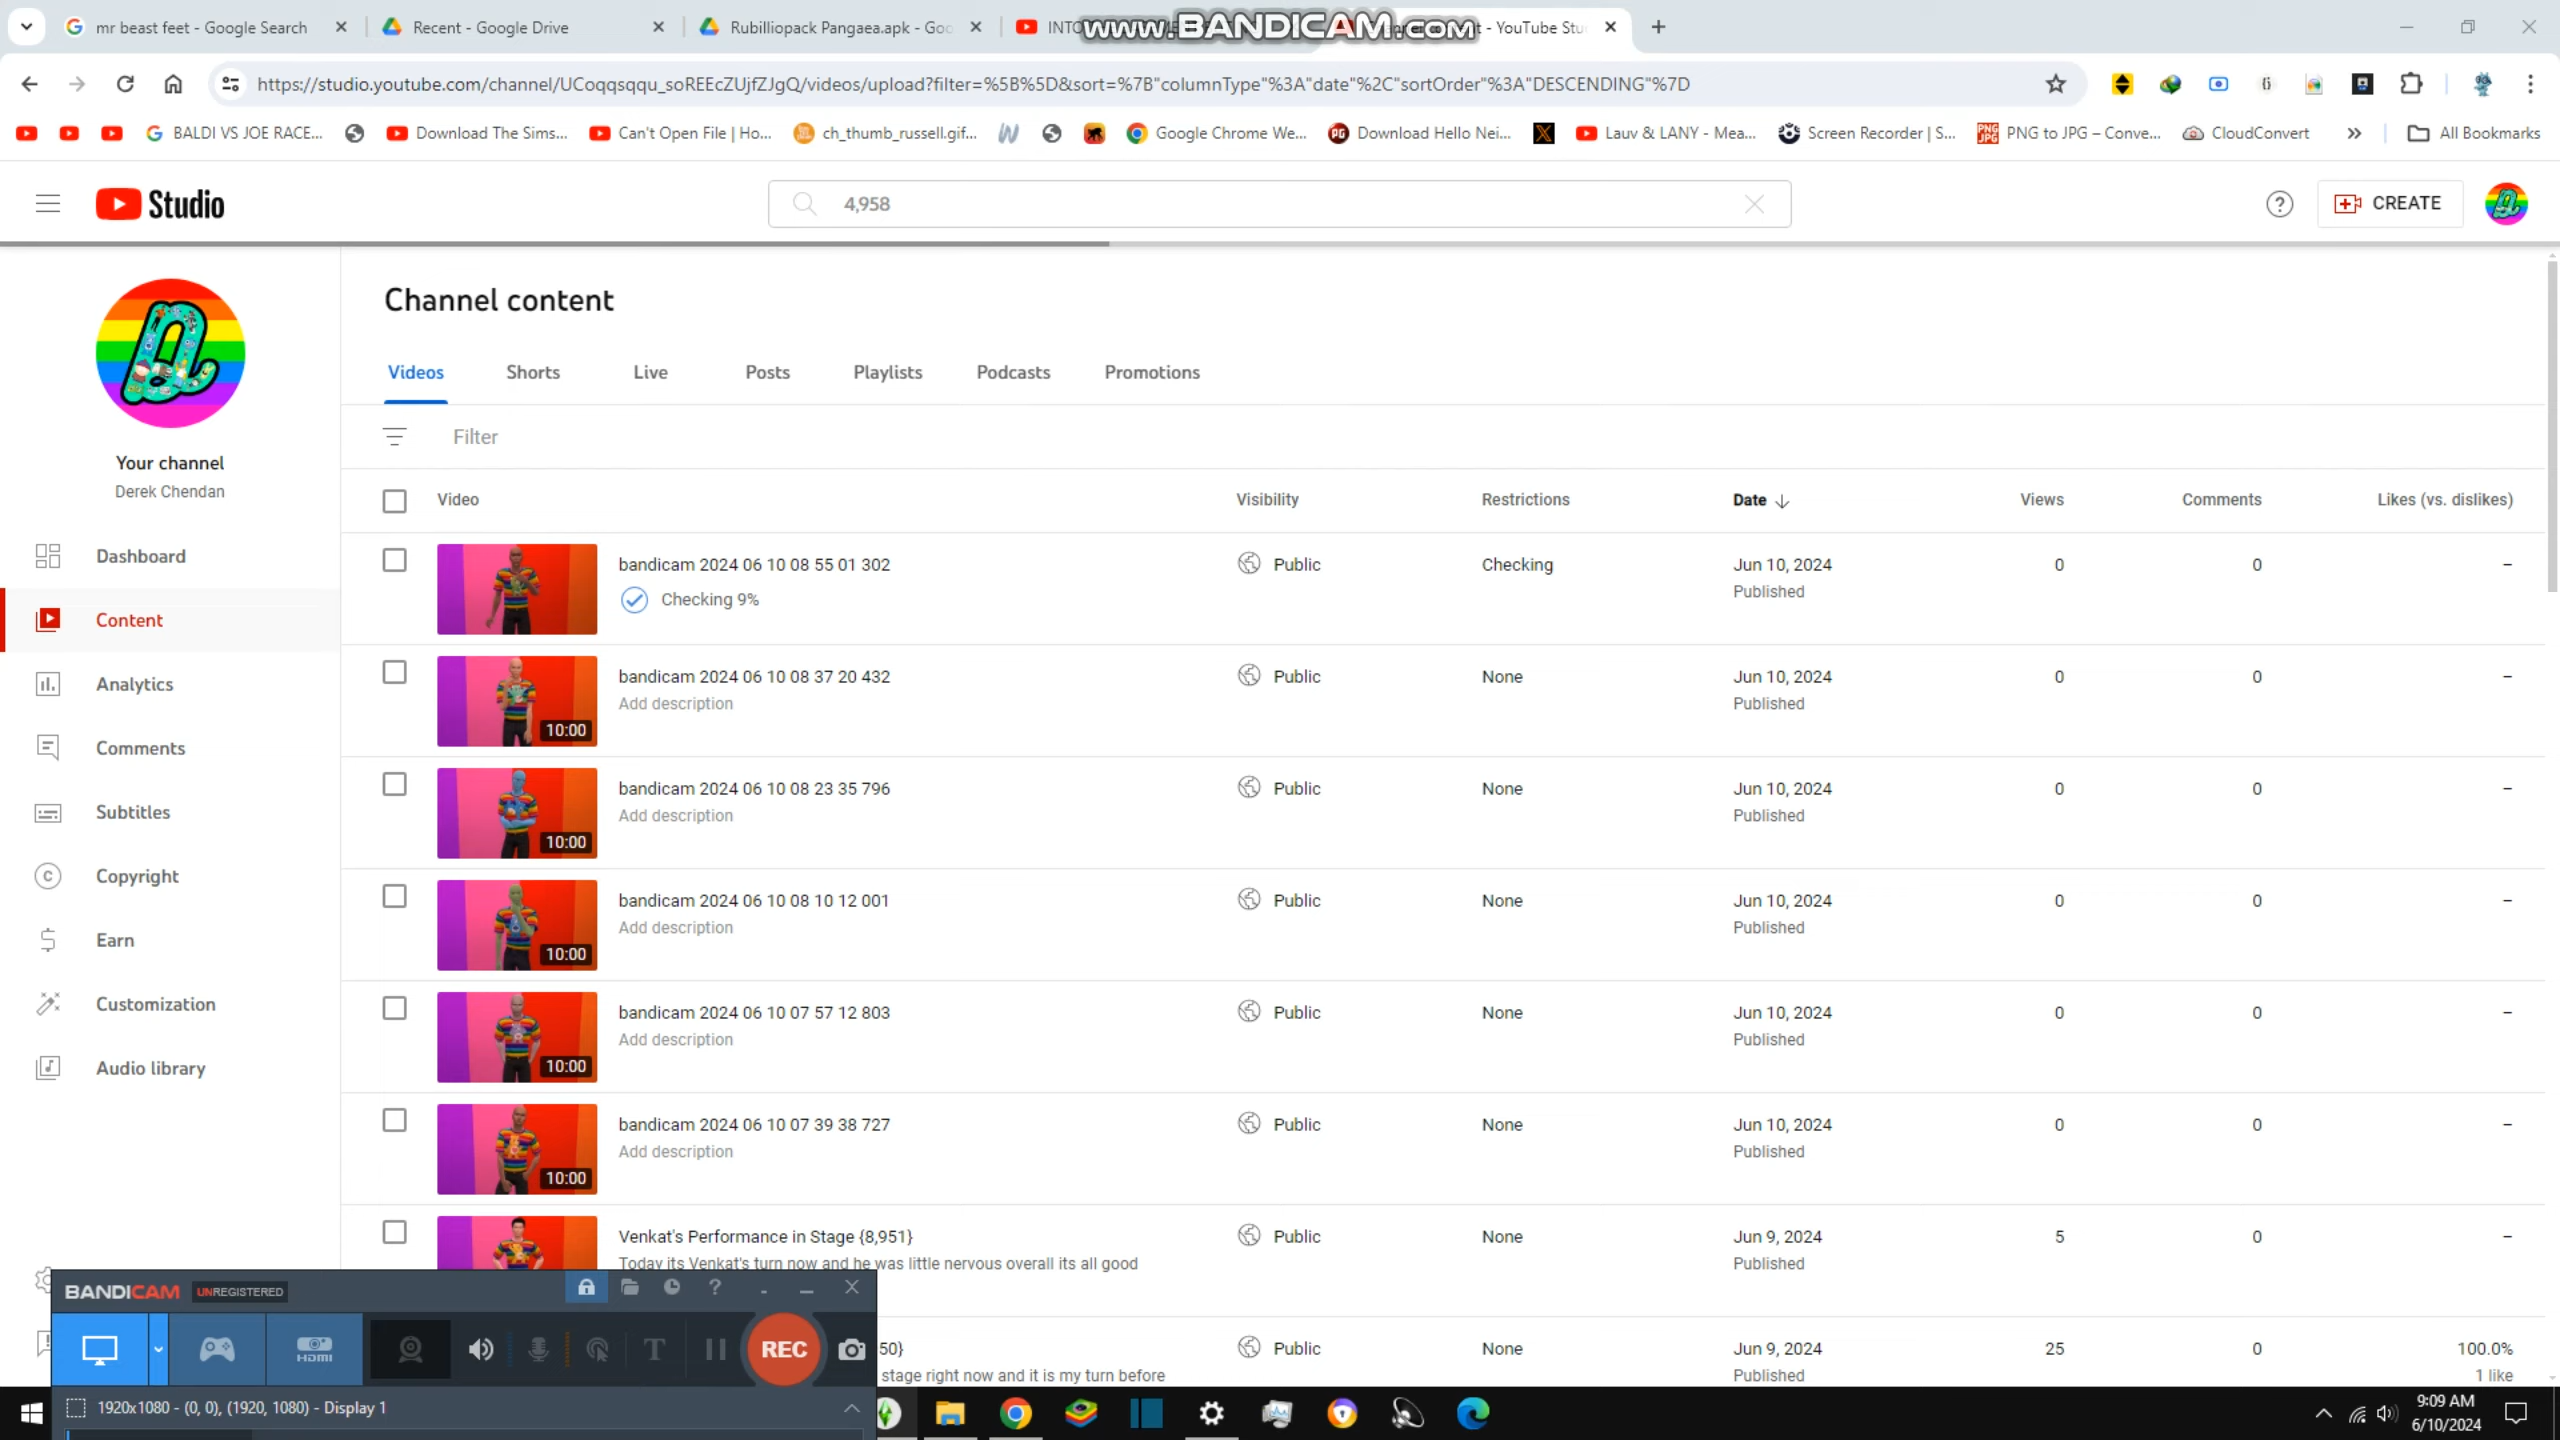 mr beast feet - Google Search
Recent - Google Drive
Rubilliopack Pangaea.apk - Goo
INTO
www.BANDICAM.com
- YouTube Stu
https://studio.youtube.com/channel/UCoqqsqqu_soREEcZUjfZJgQ/videos/upload?filter=%5B%5D&sort=%7B"columnType"%3A"date"%2C"sortOrder"%3A"DESCENDING"%7D
BALDI VS JOE RACE...
Download The Sims...
Can't Open File | Ho...
ch_thumb_russell.gif...
Google Chrome We...
Download Hello Nei...
Lauv & LANY - Mea...
Screen Recorder | S...
PNG to JPG – Conve...
CloudConvert
All Bookmarks
Studio
4,958
CREATE
Channel content
Videos Shorts Live Posts Playlists Podcasts Promotions
Filter
Your channel
Derek Chendan
Dashboard
Content
Analytics
Comments
Subtitles
Copyright
Earn
Customization
Audio library
Video Visibility Restrictions Date Views Comments Likes (vs. dislikes)
bandicam 2024 06 10 08 55 01 302 Public Checking Jun 10, 2024 0 0 –
Checking 9% Published
bandicam 2024 06 10 08 37 20 432 Public None Jun 10, 2024 0 0 –
Add description Published
10:00
bandicam 2024 06 10 08 23 35 796 Public None Jun 10, 2024 0 0 –
Add description Published
10:00
bandicam 2024 06 10 08 10 12 001 Public None Jun 10, 2024 0 0 –
Add description Published
10:00
bandicam 2024 06 10 07 57 12 803 Public None Jun 10, 2024 0 0 –
Add description Published
10:00
bandicam 2024 06 10 07 39 38 727 Public None Jun 10, 2024 0 0 –
Add description Published
10:00
Venkat's Performance in Stage {8,951} Public None Jun 9, 2024 5 0 –
Today its Venkat's turn now and he was little nervous overall its all good Published
50} Public None Jun 9, 2024 25 0 100.0%
stage right now and it is my turn before Published 1 like
BANDICAM UNREGISTERED
HDMI
REC
1920x1080 - (0, 0), (1920, 1080) - Display 1
9:09 AM
6/10/2024